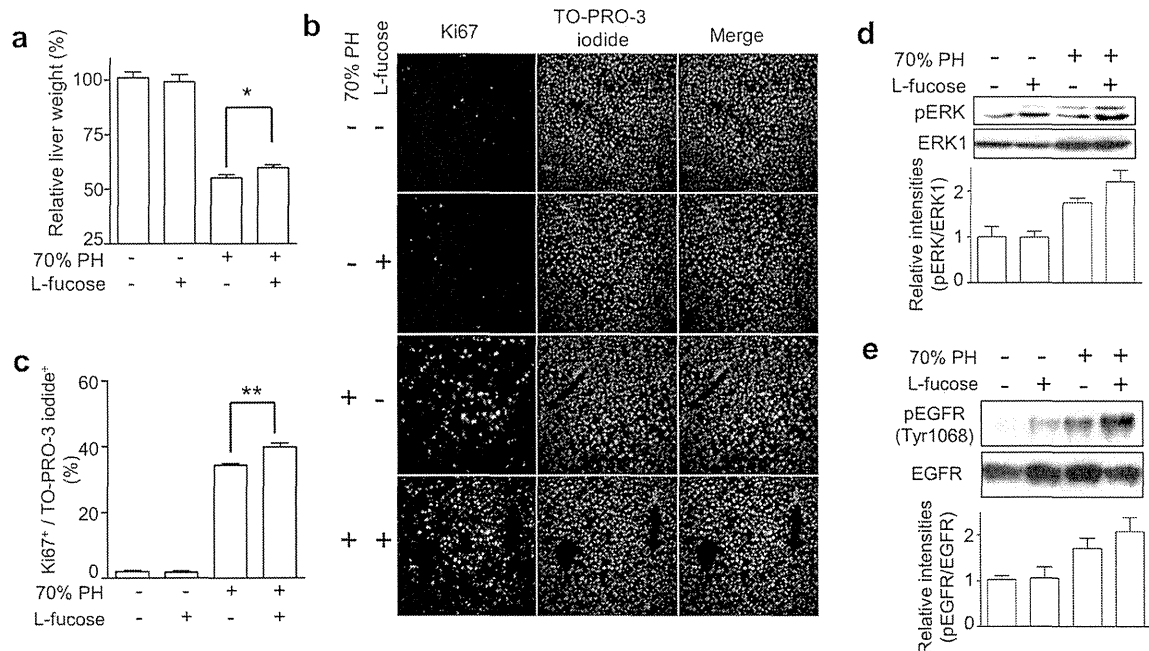 a
Relative liver weight (%)
100
75
50
25
*
70% PH - - + +
L-fucose - + - +
b
70% PH
L-fucose
Ki67
TO-PRO-3
iodide
Merge
- -
- +
+ -
+ +
c
Ki67+ / TO-PRO-3 iodide+
(%)
60
40
20
0
**
70% PH - - + +
L-fucose - + - +
d
70% PH - - + +
L-fucose - + - +
pERK
ERK1
Relative intensities
(pERK/ERK1)
2
1
0
e
70% PH - - + +
L-fucose - + - +
pEGFR
(Tyr1068)
EGFR
Relative intensities
(pEGFR/EGFR)
2
1
0